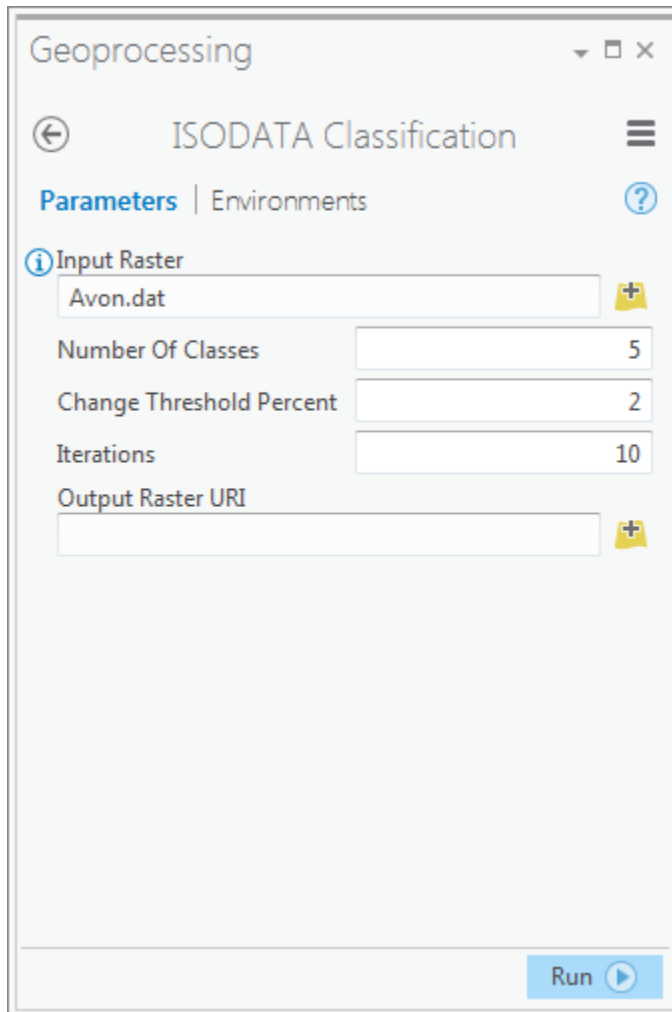 Geoprocessing
ISODATA Classification
Parameters | Environments
?
i Input Raster
Avon.dat
Number Of Classes 5
Change Threshold Percent 2
Iterations 10
Output Raster URI
Run